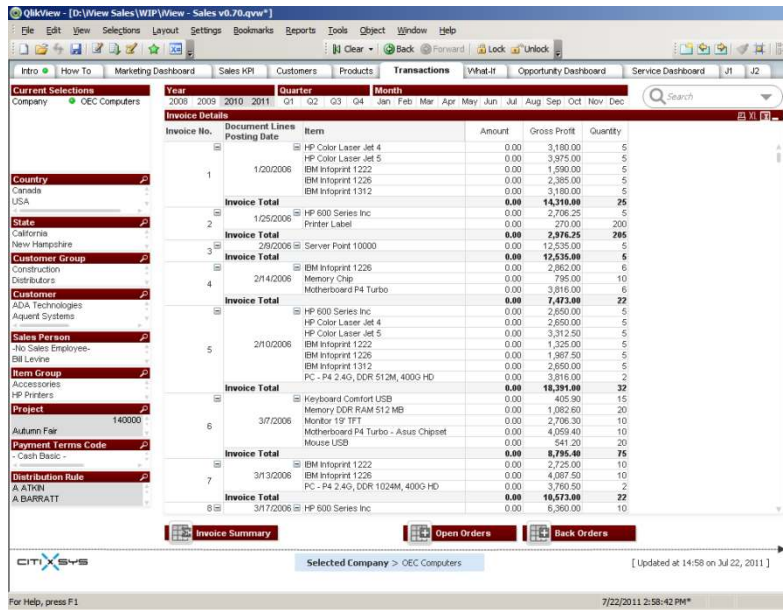 QlikView - [D:\iView Sales\WIP\iView - Sales v0.70.qvw*]
File Edit View Selections Layout Settings Bookmarks Reports Tools Object Window Help
Clear Back Forward Lock Unlock
Intro How To Marketing Dashboard Sales KPI Customers Products Transactions What-If Opportunity Dashboard Service Dashboard J1 J2
Current Selections
Company OEC Computers
Year Quarter Month
2008 2009 2010 2011 Q1 Q2 Q3 Q4 Jan Feb Mar Apr May Jun Jul Aug Sep Oct Nov Dec
Search
Country
Canada
USA
State
California
New Hampshire
Customer Group
Construction
Distributors
Customer
ADA Technologies
Aquent Systems
Sales Person
-No Sales Employee-
Bill Levine
Item Group
Accessories
HP Printers
Project
140000
Autumn Fair
Payment Terms Code
- Cash Basic -
Distribution Rule
A ATKIN
A BARRATT
Invoice Details XL
Invoice No. Document Lines Posting Date Item Amount Gross Profit Quantity
1 1/20/2006 HP Color Laser Jet 4 0.00 3,180.00 5
HP Color Laser Jet 5 0.00 3,975.00 5
IBM Infoprint 1222 0.00 1,590.00 5
IBM Infoprint 1226 0.00 2,385.00 5
IBM Infoprint 1312 0.00 3,180.00 5
Invoice Total 0.00 14,310.00 25
2 1/25/2006 HP 600 Series Inc 0.00 2,706.25 5
Printer Label 0.00 270.00 200
Invoice Total 0.00 2,976.25 205
3 2/9/2006 Server Point 10000 0.00 12,535.00 5
Invoice Total 0.00 12,535.00 5
4 2/14/2006 IBM Infoprint 1226 0.00 2,862.00 6
Memory Chip 0.00 795.00 10
Motherboard P4 Turbo 0.00 3,816.00 6
Invoice Total 0.00 7,473.00 22
5 2/10/2006 HP 600 Series Inc 0.00 2,650.00 5
HP Color Laser Jet 4 0.00 2,650.00 5
HP Color Laser Jet 5 0.00 3,312.50 5
IBM Infoprint 1222 0.00 1,325.00 5
IBM Infoprint 1226 0.00 1,987.50 5
IBM Infoprint 1312 0.00 2,650.00 5
PC - P4 2.4G, DDR 512M, 400G HD 0.00 3,816.00 2
Invoice Total 0.00 18,391.00 32
6 3/7/2006 Keyboard Comfort USB 0.00 405.90 15
Memory DDR RAM 512 MB 0.00 1,082.60 20
Monitor 19' TFT 0.00 2,706.30 10
Motherboard P4 Turbo - Asus Chipset 0.00 4,059.40 10
Mouse USB 0.00 541.20 20
Invoice Total 0.00 8,795.40 75
7 3/13/2006 IBM Infoprint 1222 0.00 2,725.00 10
IBM Infoprint 1226 0.00 4,087.50 10
PC - P4 2.4G, DDR 1024M, 400G HD 0.00 3,760.50 2
Invoice Total 0.00 10,573.00 22
8 3/17/2006 HP 600 Series Inc 0.00 6,360.00 10
Invoice Summary Open Orders Back Orders
CITIXSYS
Selected Company > OEC Computers
[ Updated at 14:58 on Jul 22, 2011 ]
For Help, press F1 7/22/2011 2:58:42 PM*